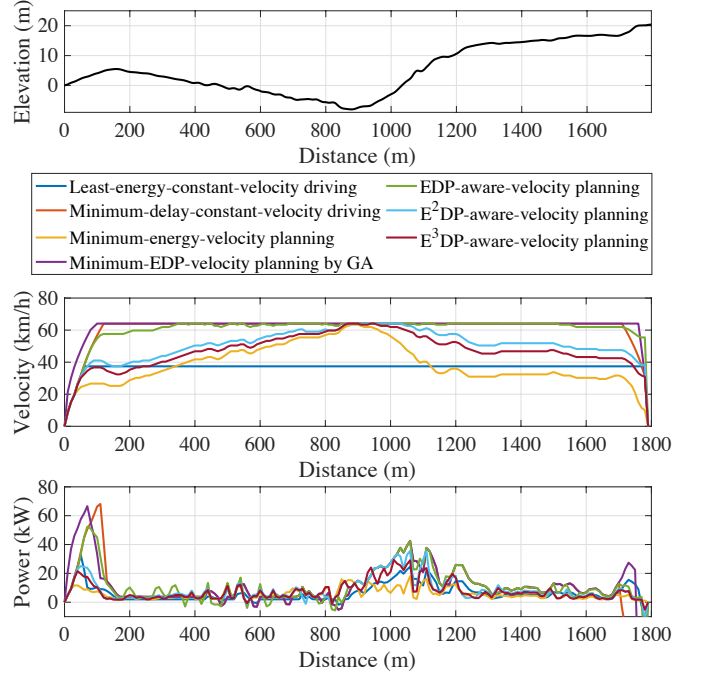 Elevation (m)
20
10
0
0 200 400 600 800 1000 1200 1400 1600
Distance (m)
Least-energy-constant-velocity driving
Minimum-delay-constant-velocity driving
Minimum-energy-velocity planning
Minimum-EDP-velocity planning by GA
EDP-aware-velocity planning
E²DP-aware-velocity planning
E³DP-aware-velocity planning
Velocity (km/h)
80
60
40
20
0
0 200 400 600 800 1000 1200 1400 1600 1800
Distance (m)
Power (kW)
80
60
40
20
0
0 200 400 600 800 1000 1200 1400 1600 1800
Distance (m)